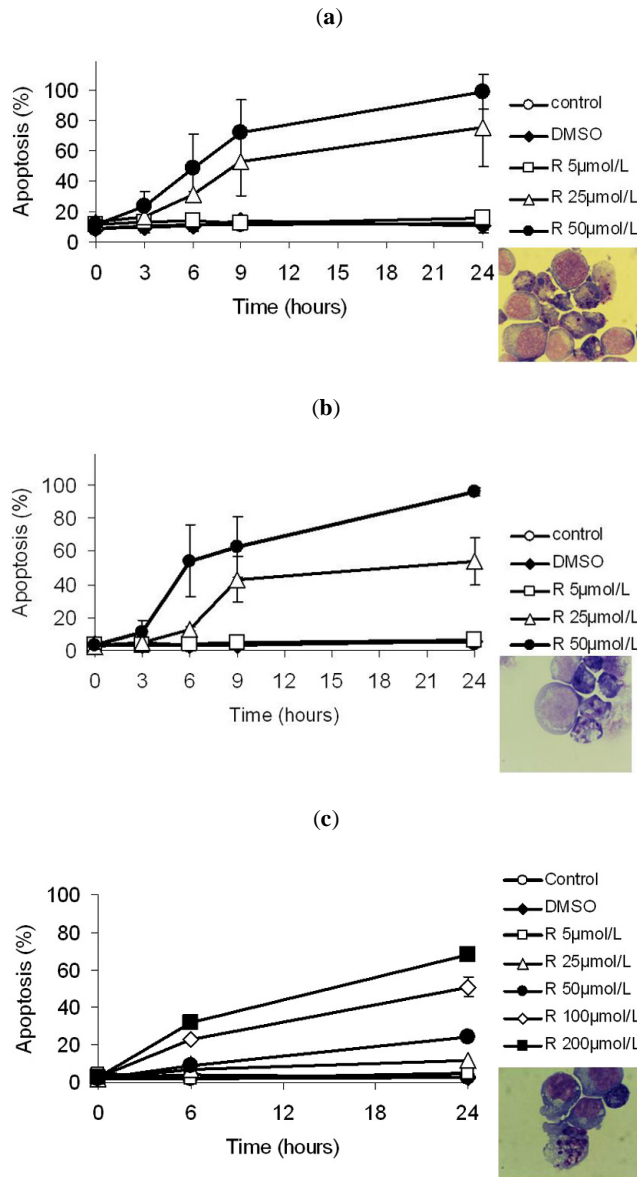 (a)
Apoptosis (%)
100
80
60
40
20
0
0 3 6 9 12 15 18 21 24
Time (hours)
control
DMSO
R 5µmol/L
R 25µmol/L
R 50µmol/L
(b)
Apoptosis (%)
100
80
60
40
20
0
0 3 6 9 12 15 18 21 24
Time (hours)
control
DMSO
R 5µmol/L
R 25µmol/L
R 50µmol/L
(c)
Apoptosis (%)
100
80
60
40
20
0
0 6 12 18 24
Time (hours)
Control
DMSO
R 5µmol/L
R 25µmol/L
R 50µmol/L
R 100µmol/L
R 200µmol/L